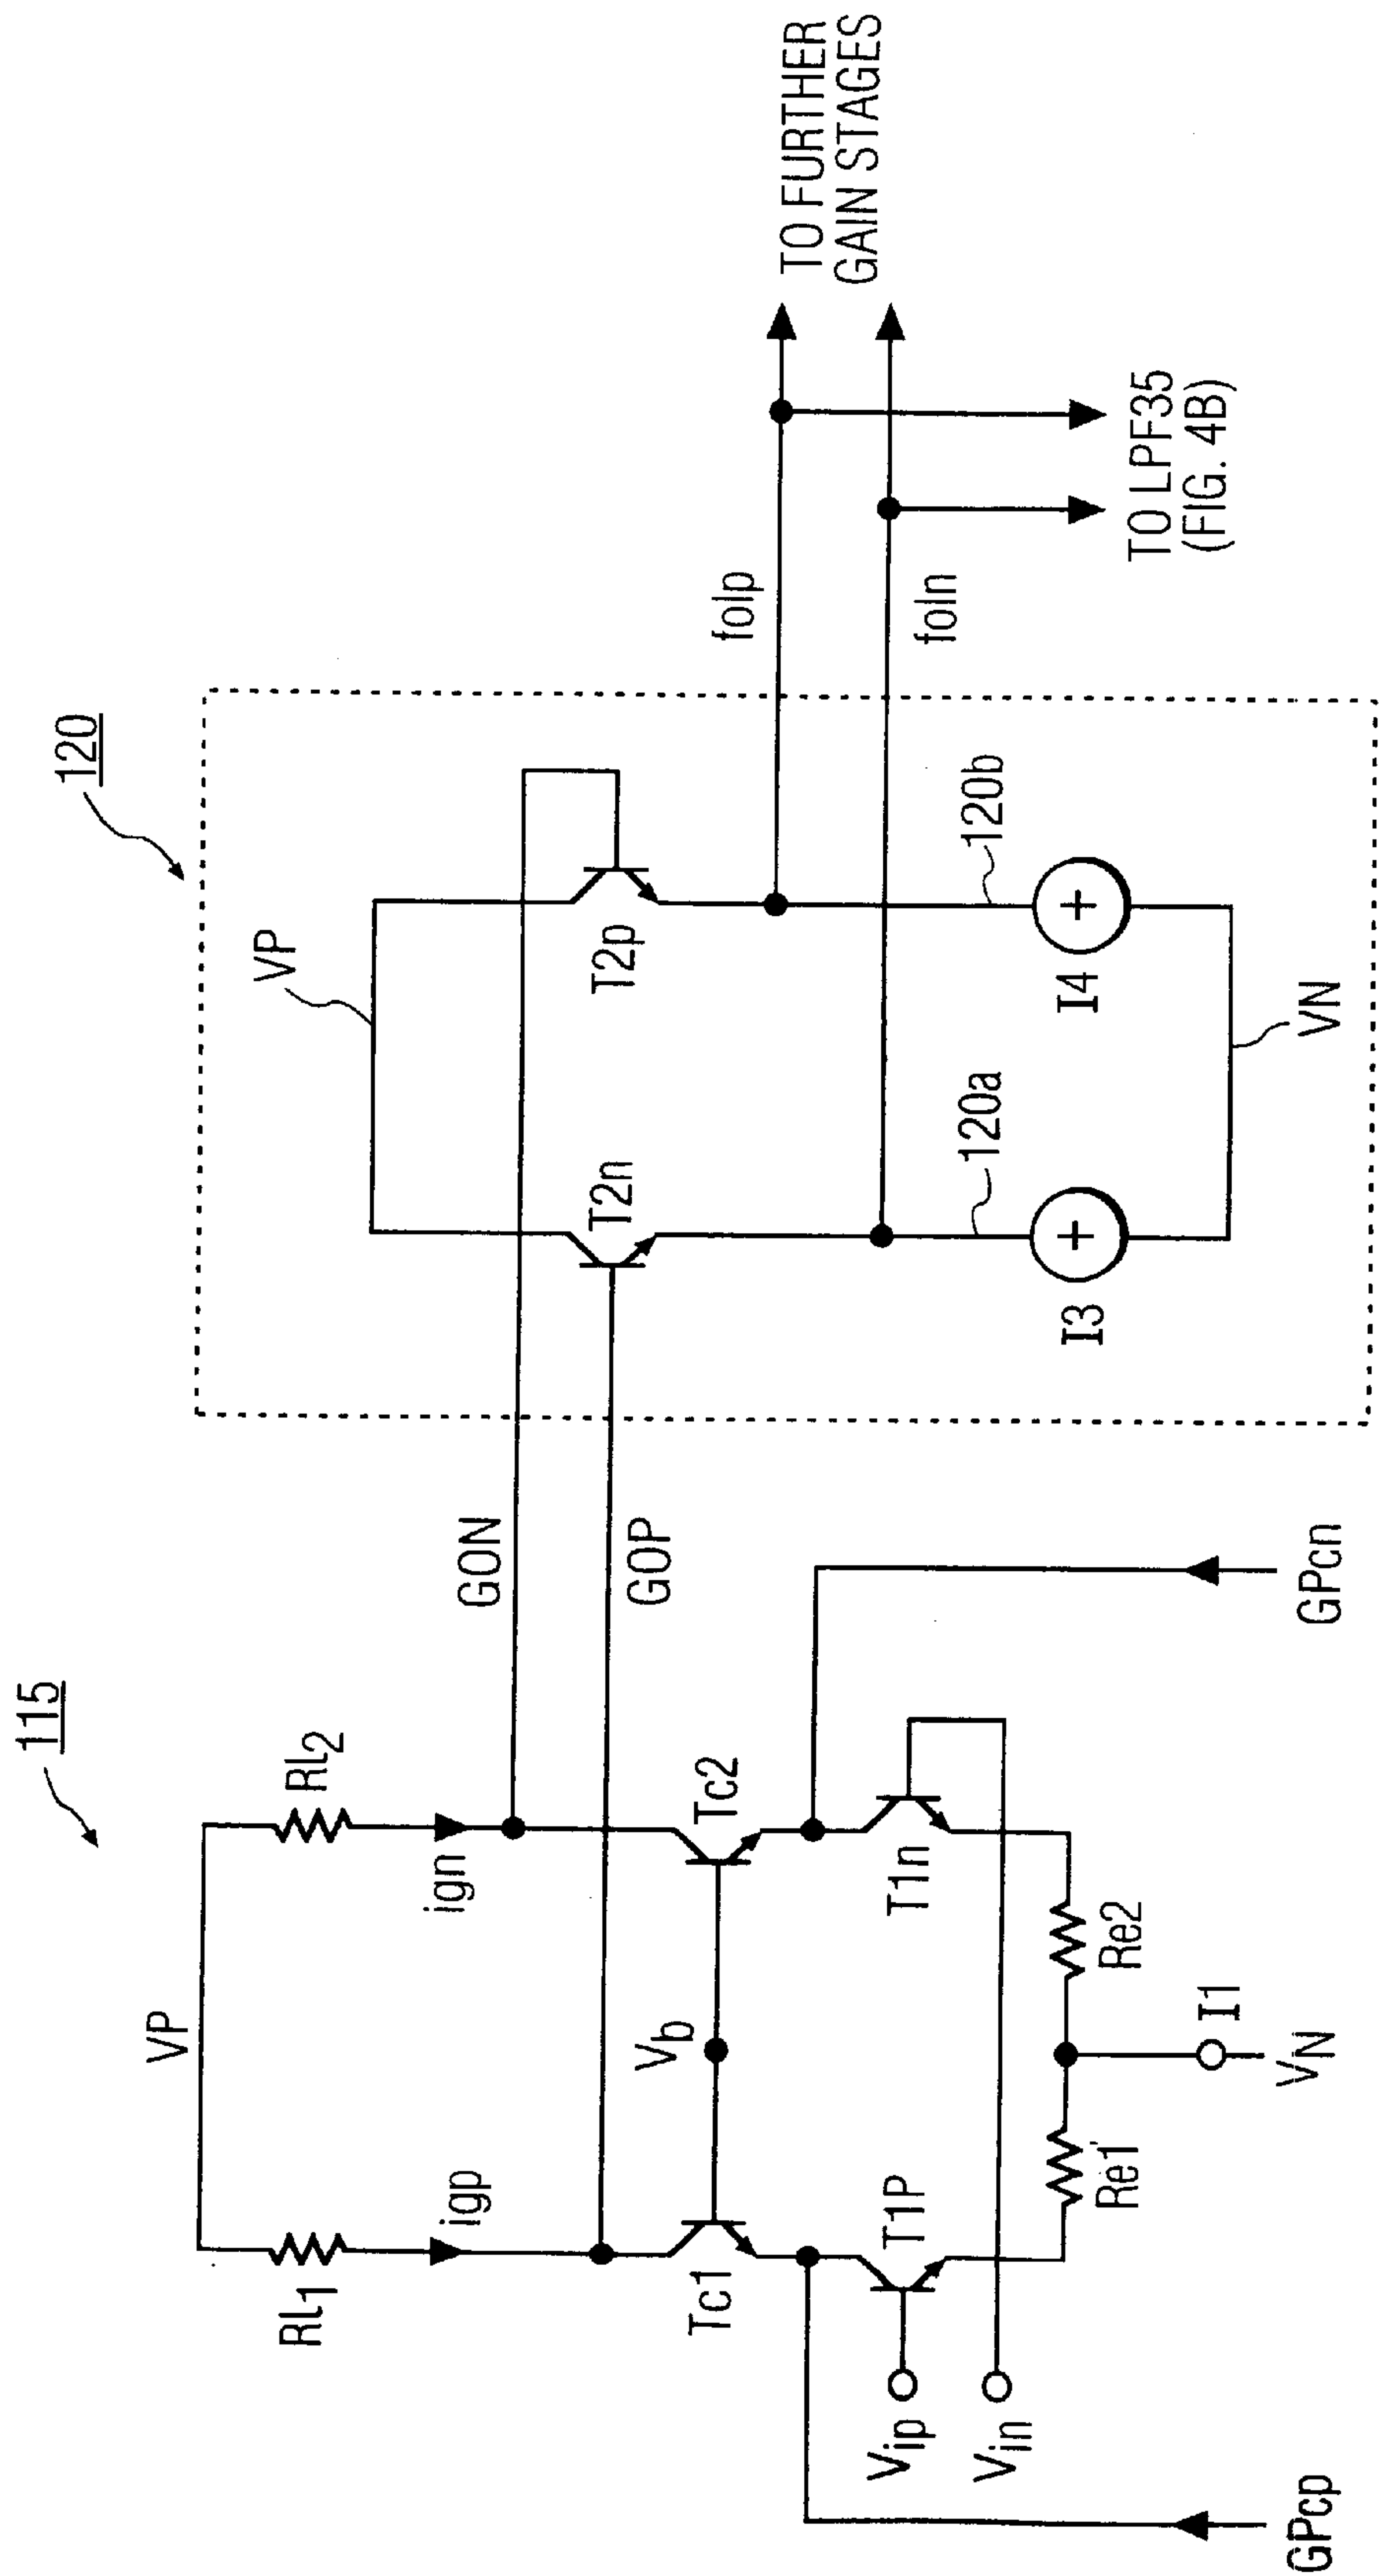 115
120
VP
Rl1
Rl2
igp
ign
GON
GOP
Vb
Tc1
Tc2
Vip
Vin
T1P
T1n
Re1
Re2
I1
VN
GPcp
GPcn
VP
T2n
T2p
120a
120b
I3
I4
VN
folp
foln
TO FURTHER
GAIN STAGES
TO LPF35
(FIG. 4B)